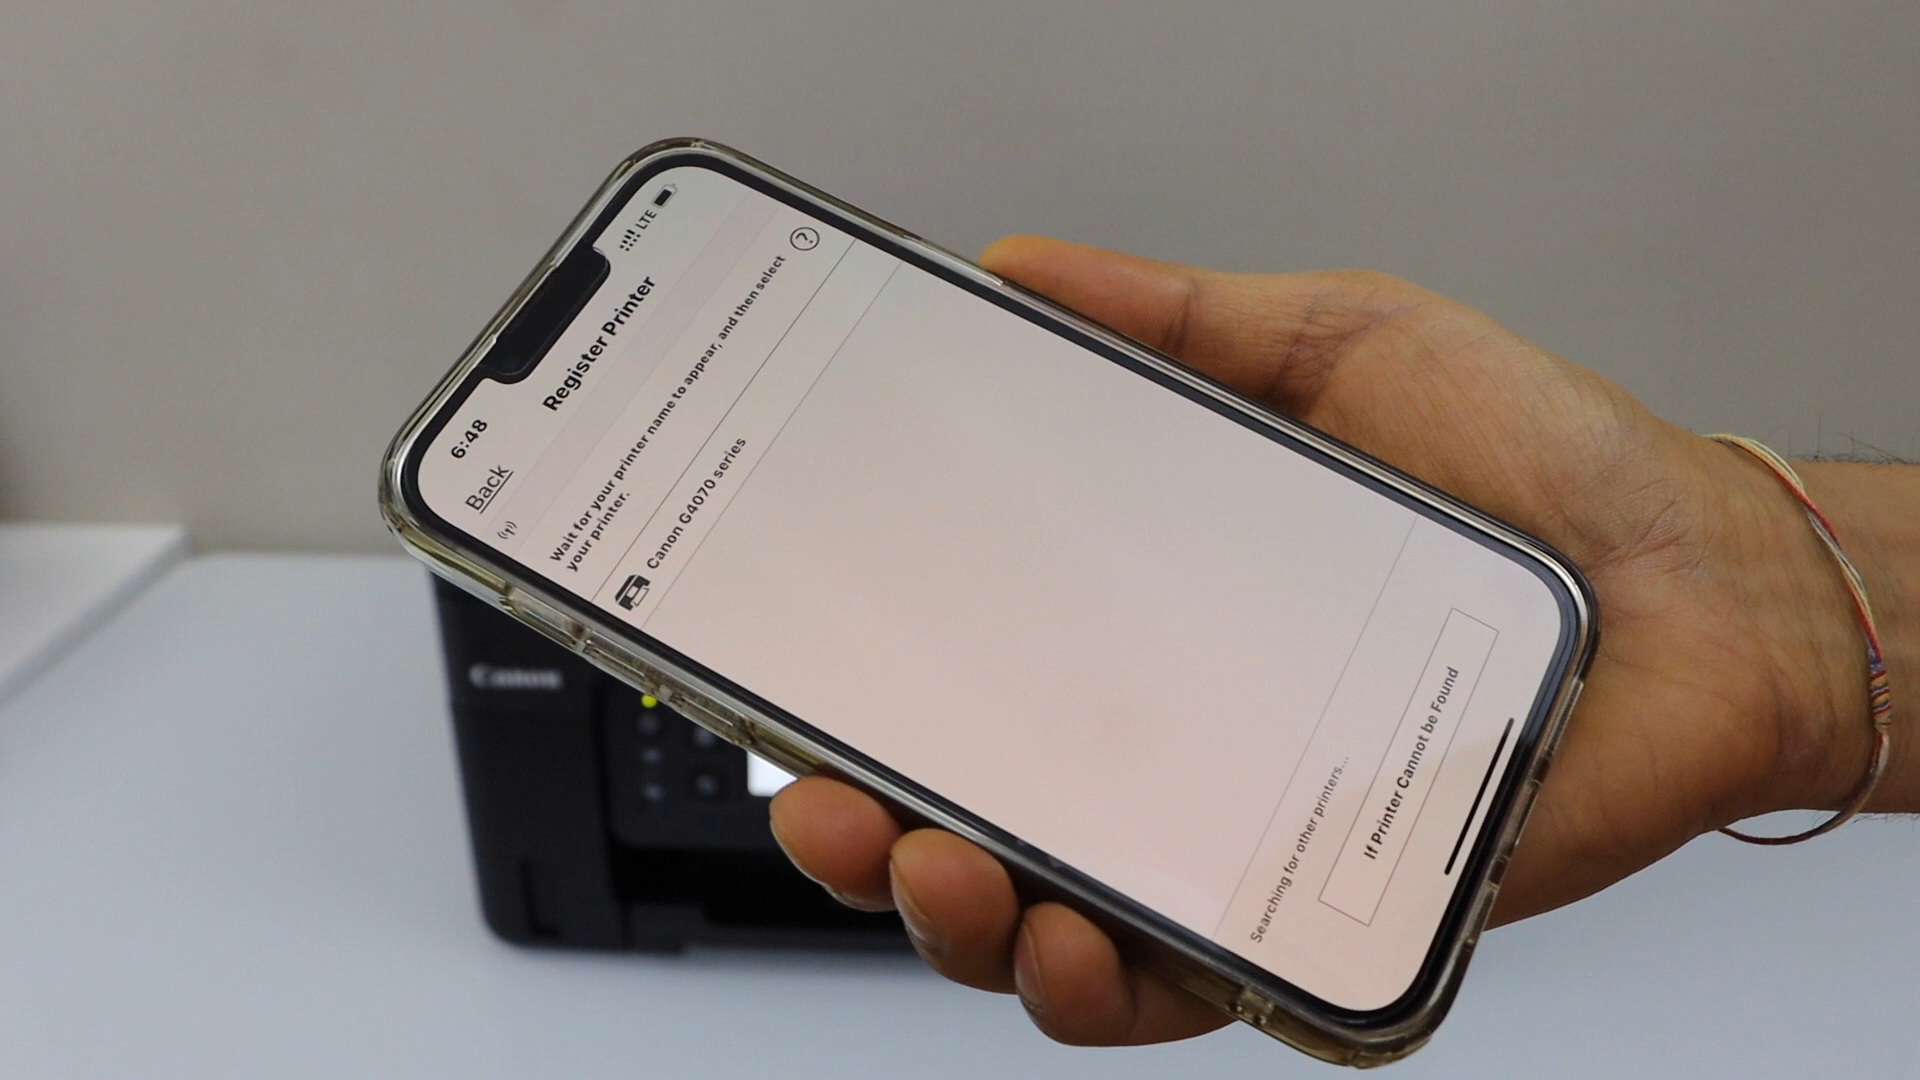 6:48
LTE
Back
Register Printer
Wait for your printer name to appear, and then select
your printer.
?
Canon G4070 series
Searching for other printers...
If Printer Cannot be Found
Canon